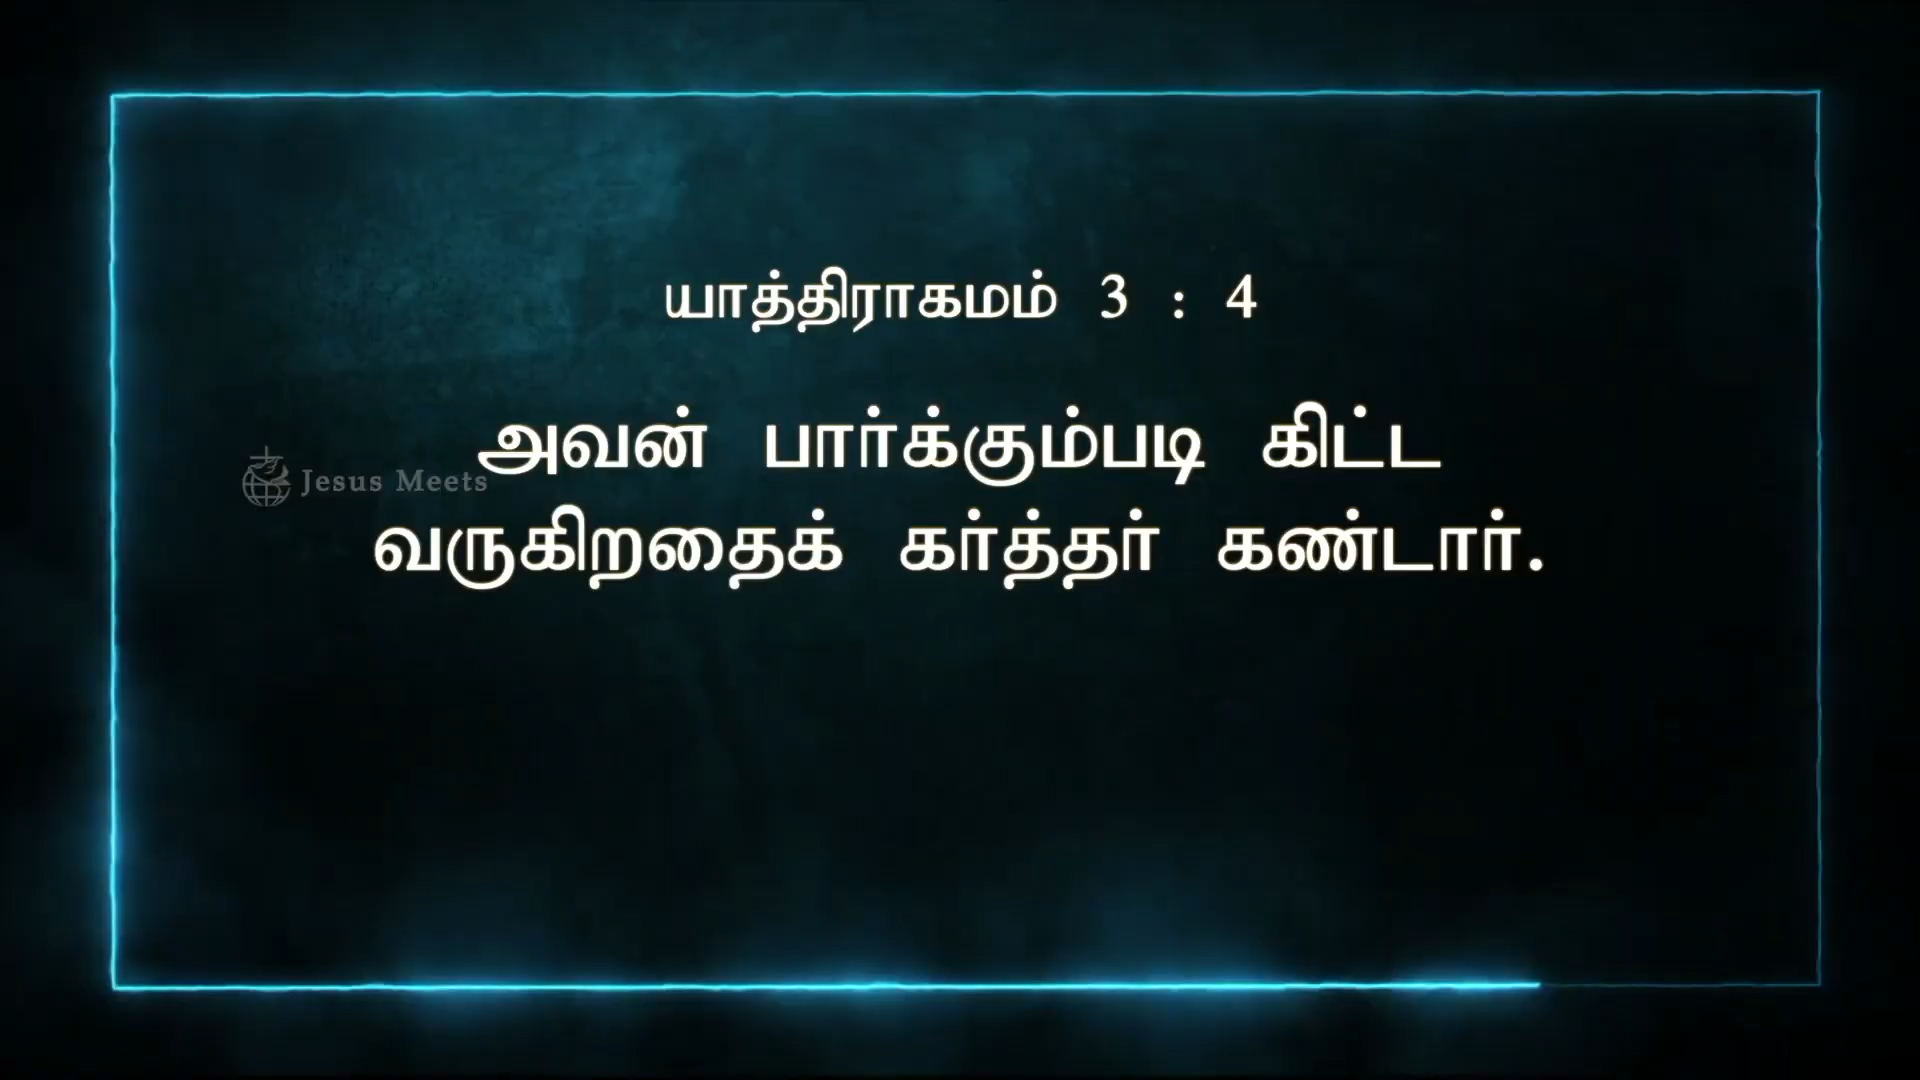 யாத்திராகமம் 3 : 4
அவன் பார்க்கும்படி கிட்ட
Jesus Meets
வருகிறதைக் கர்த்தர் கண்டார்.